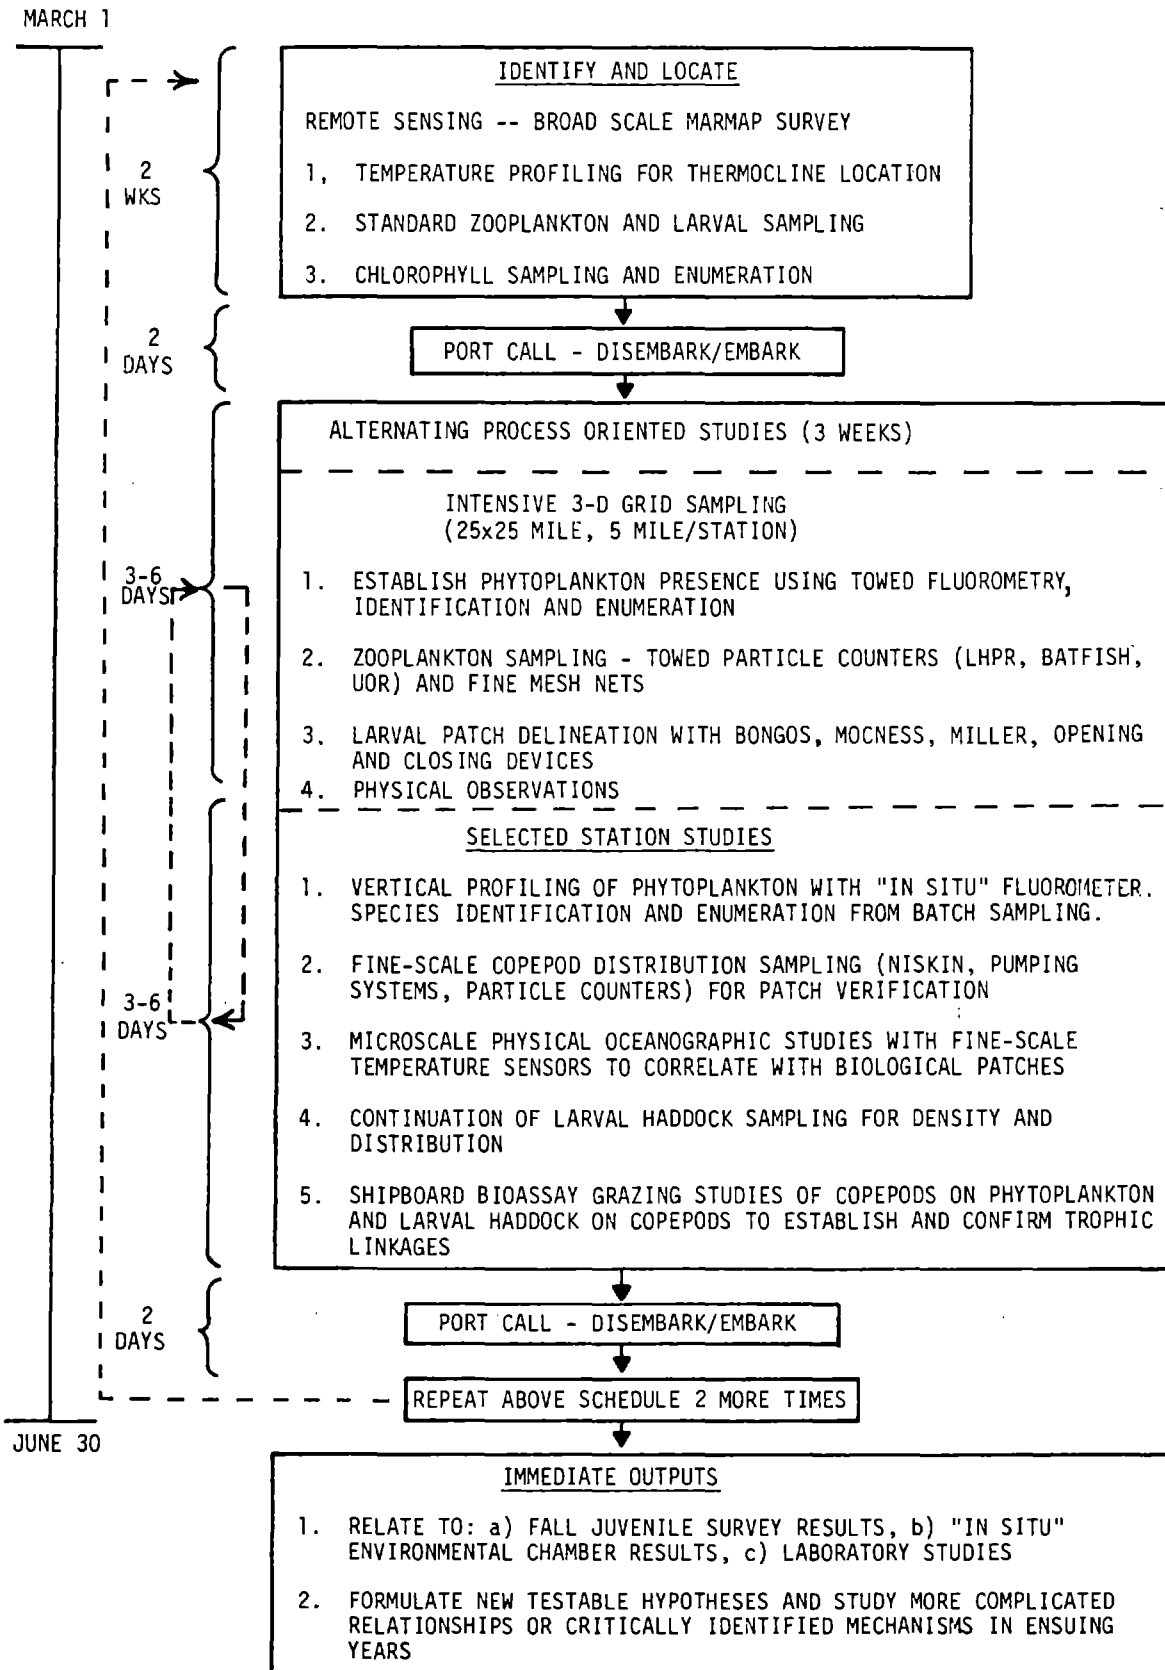 MARCH 1
IDENTIFY AND LOCATE
REMOTE SENSING -- BROAD SCALE MARMAP SURVEY
1, TEMPERATURE PROFILING FOR THERMOCLINE LOCATION
2. STANDARD ZOOPLANKTON AND LARVAL SAMPLING
3. CHLOROPHYLL SAMPLING AND ENUMERATION
2
WKS
2
DAYS
PORT CALL - DISEMBARK/EMBARK
ALTERNATING PROCESS ORIENTED STUDIES (3 WEEKS)
INTENSIVE 3-D GRID SAMPLING
(25x25 MILE, 5 MILE/STATION)
3-6
DAYS
1. ESTABLISH PHYTOPLANKTON PRESENCE USING TOWED FLUOROMETRY,
IDENTIFICATION AND ENUMERATION
2. ZOOPLANKTON SAMPLING - TOWED PARTICLE COUNTERS (LHPR, BATFISH,
UOR) AND FINE MESH NETS
3. LARVAL PATCH DELINEATION WITH BONGOS, MOCNESS, MILLER, OPENING
AND CLOSING DEVICES
4. PHYSICAL OBSERVATIONS
SELECTED STATION STUDIES
1. VERTICAL PROFILING OF PHYTOPLANKTON WITH "IN SITU" FLUOROMETER.
SPECIES IDENTIFICATION AND ENUMERATION FROM BATCH SAMPLING.
2. FINE-SCALE COPEPOD DISTRIBUTION SAMPLING (NISKIN, PUMPING
SYSTEMS, PARTICLE COUNTERS) FOR PATCH VERIFICATION
3-6
DAYS
3. MICROSCALE PHYSICAL OCEANOGRAPHIC STUDIES WITH FINE-SCALE
TEMPERATURE SENSORS TO CORRELATE WITH BIOLOGICAL PATCHES
4. CONTINUATION OF LARVAL HADDOCK SAMPLING FOR DENSITY AND
DISTRIBUTION
5. SHIPBOARD BIOASSAY GRAZING STUDIES OF COPEPODS ON PHYTOPLANKTON
AND LARVAL HADDOCK ON COPEPODS TO ESTABLISH AND CONFIRM TROPHIC
LINKAGES
2
DAYS
PORT CALL - DISEMBARK/EMBARK
REPEAT ABOVE SCHEDULE 2 MORE TIMES
JUNE 30
IMMEDIATE OUTPUTS
1. RELATE TO: a) FALL JUVENILE SURVEY RESULTS, b) "IN SITU"
ENVIRONMENTAL CHAMBER RESULTS, c) LABORATORY STUDIES
2. FORMULATE NEW TESTABLE HYPOTHESES AND STUDY MORE COMPLICATED
RELATIONSHIPS OR CRITICALLY IDENTIFIED MECHANISMS IN ENSUING
YEARS